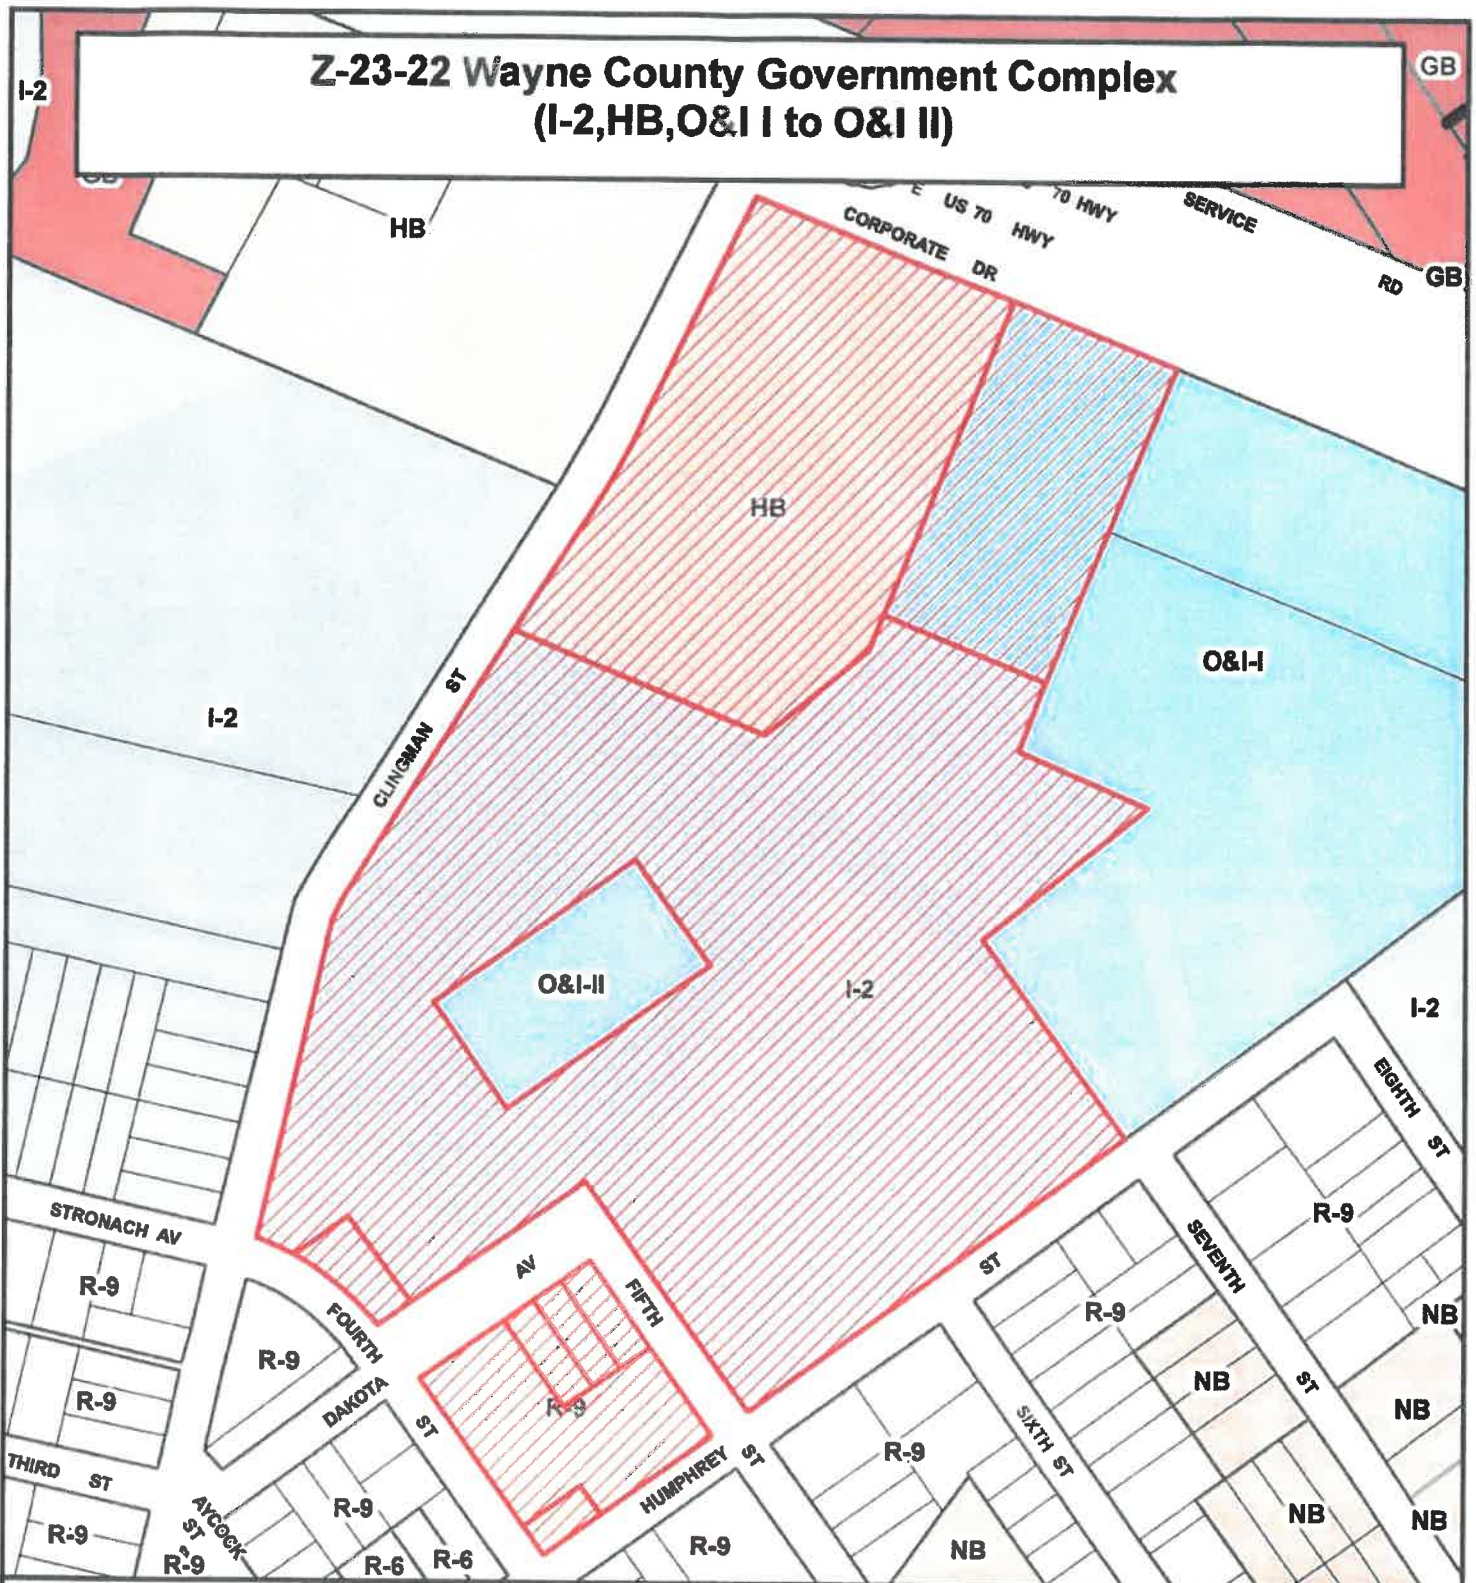 Z-23-22 Wayne County Government Complex
(I-2,HB,O&I I to O&I II)
I-2
GB
GB
HB
E US 70 HWY
70 HWY
SERVICE RD
GB
CORPORATE DR
HB
O&I-I
CLINGMAN ST
I-2
O&I-II
I-2
I-2
EIGHTH ST
STRONACH AV
R-9
SEVENTH ST
R-9
AV
FIFTH
ST
R-9
NB
FOURTH ST
R-9
DAKOTA
R-9
R-9
NB
NB
SIXTH ST
R-9
HUMPHREY ST
THIRD ST
AYCOCK ST
R-9
R-9
R-9
R-6
R-6
R-9
NB
NB
NB